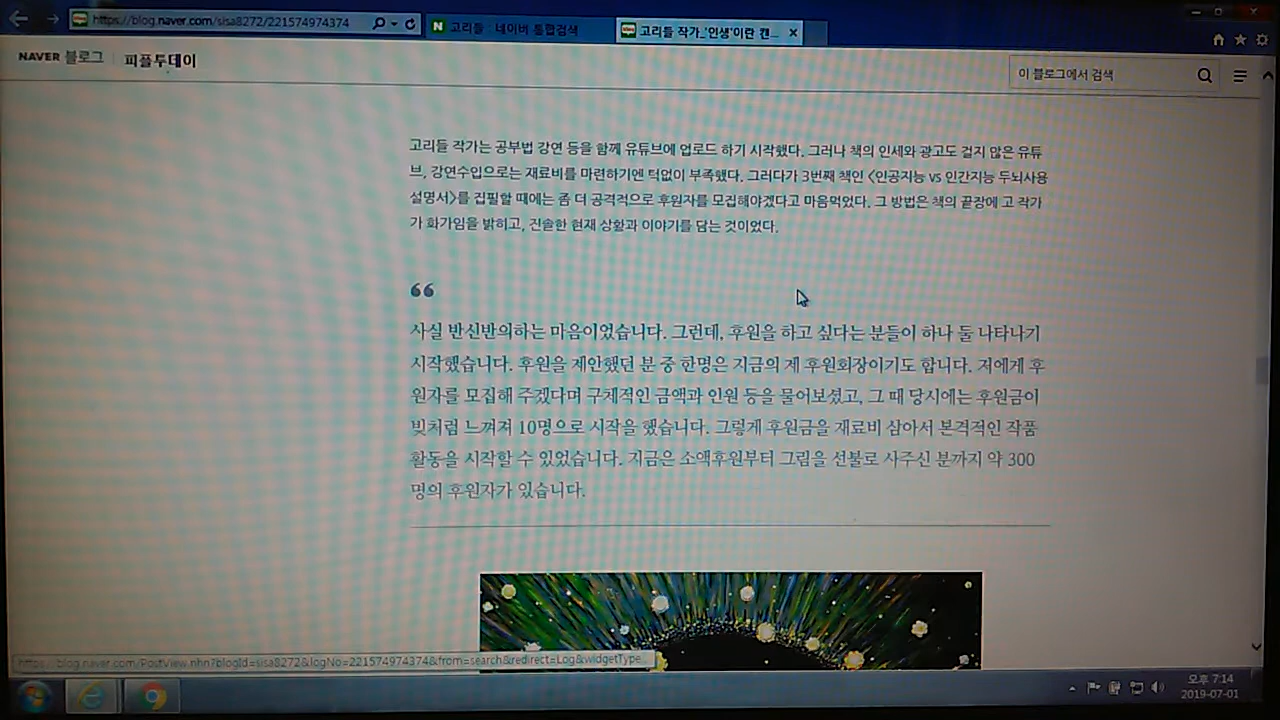 https://blog.naver.com/sisa8272/221574974374
고리들 : 네이버 통합검색
고리들 작가_'인생'이란 캔...
NAVER 블로그
피플투데이
이 블로그에서 검색
고리들 작가는 공부법 강연 등을 함께 유튜브에 업로드 하기 시작했다. 그러나 책의 인세와 광고도 걸지 않은 유튜
브, 강연수입으로는 재료비를 마련하기엔 턱없이 부족했다. 그러다가 3번째 책인 <인공지능 vs 인간지능 두뇌사용
설명서>를 집필할 때에는 좀 더 공격적으로 후원자를 모집해야겠다고 마음먹었다. 그 방법은 책의 끝장에 고 작가
가 화가임을 밝히고, 진솔한 현재 상황과 이야기를 담는 것이었다.
“
사실 반신반의하는 마음이었습니다. 그런데, 후원을 하고 싶다는 분들이 하나 둘 나타나기
시작했습니다. 후원을 제안했던 분 중 한명은 지금의 제 후원회장이기도 합니다. 저에게 후
원자를 모집해 주겠다며 구체적인 금액과 인원 등을 물어보셨고, 그 때 당시에는 후원금이
빚처럼 느껴져 10명으로 시작을 했습니다. 그렇게 후원금을 재료비 삼아서 본격적인 작품
활동을 시작할 수 있었습니다. 지금은 소액후원부터 그림을 선불로 사주신 분까지 약 300
명의 후원자가 있습니다.
https://blog.naver.com/PostView.nhn?blogId=sisa8272&logNo=221574974374&from=search&redirect=Log&widgetType...
오후 7:14
2019-07-01